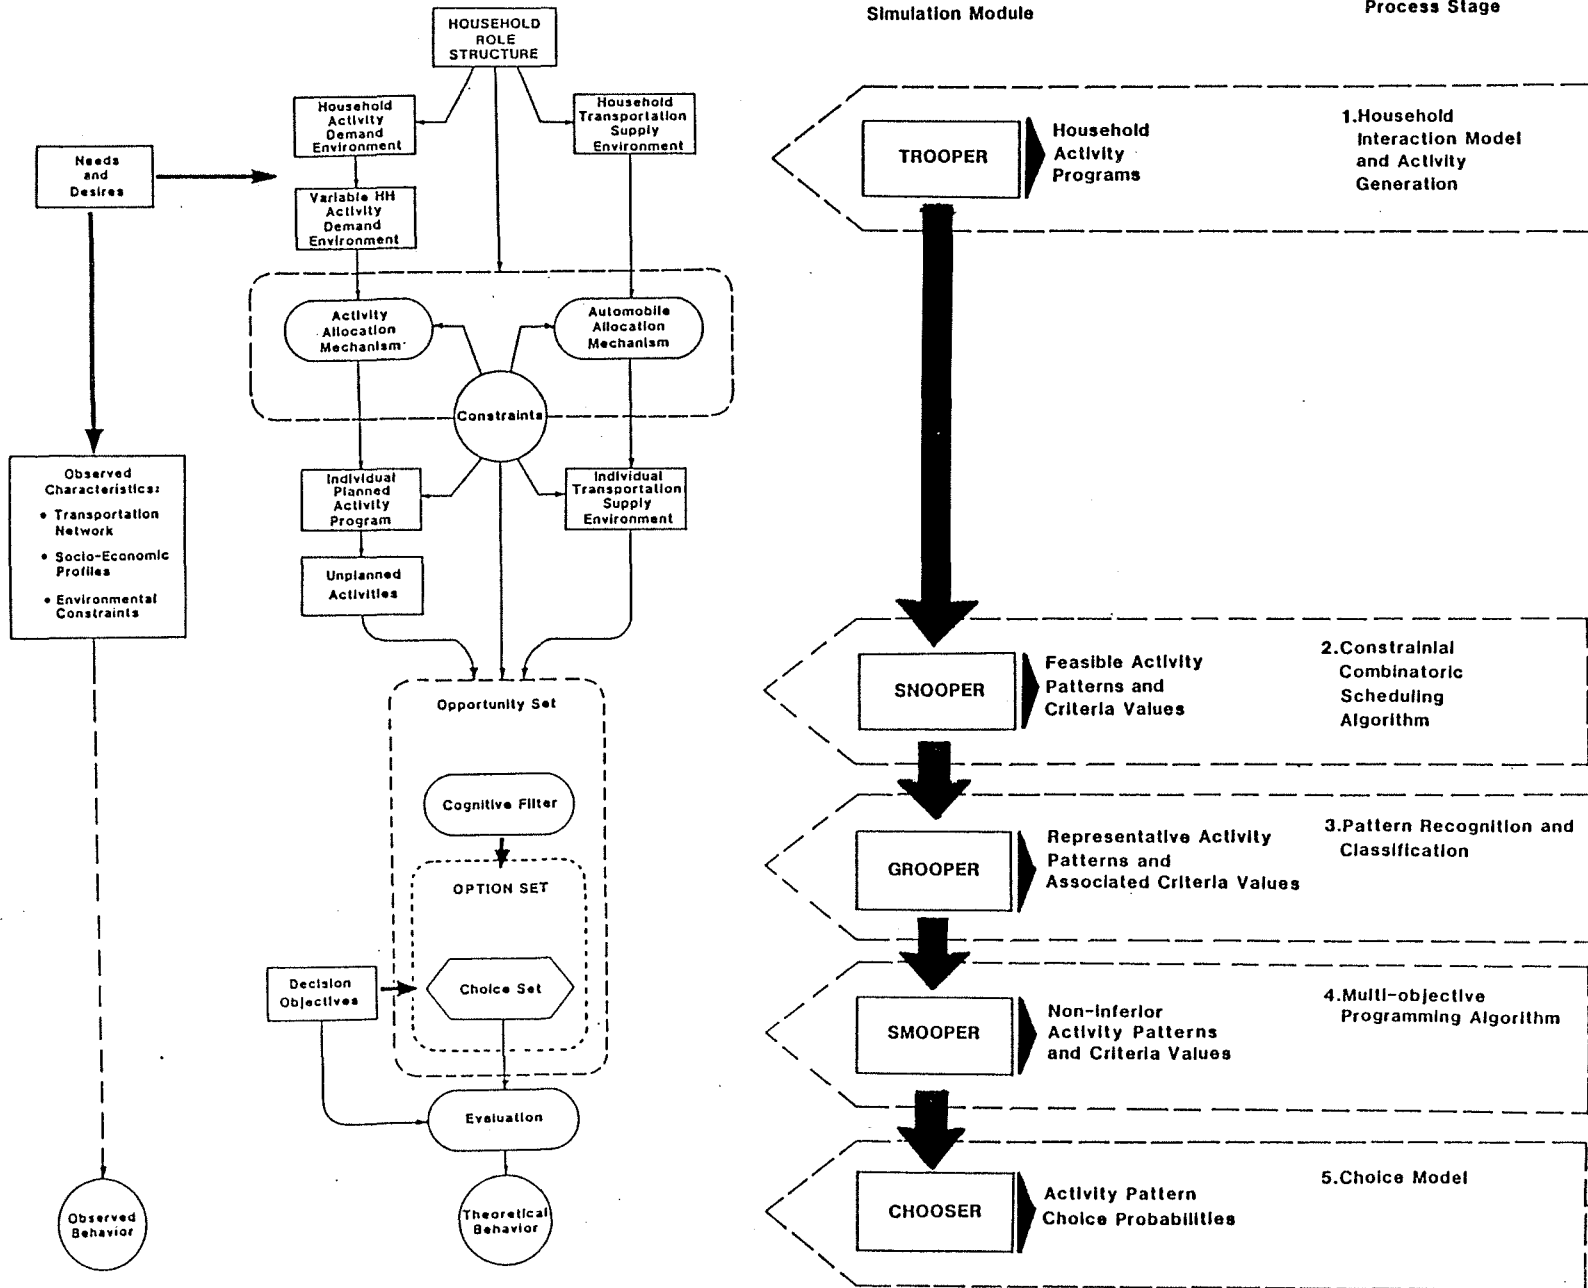 Simulation Module
Process Stage
HOUSEHOLD
ROLE
STRUCTURE
Household
Activity
Demand
Environment
Household
Transportation
Supply
Environment
Needs
and
Desires
Variable HH
Activity
Demand
Environment
Activity
Allocation
Mechanism
Automobile
Allocation
Mechanism
Constraints
Observed
Characteristics:
• Transportation
Network
• Socio-Economic
Profiles
• Environmental
Constraints
Individual
Planned
Activity
Program
Individual
Transportation
Supply
Environment
Unplanned
Activities
Opportunity Set
Cognitive Filter
OPTION SET
Decision
Objectives
Choice Set
Evaluation
Observed
Behavior
Theoretical
Behavior
TROOPER
Household
Activity
Programs
1.Household
Interaction Model
and Activity
Generation
SNOOPER
Feasible Activity
Patterns and
Criteria Values
2.Constrainial
Combinatoric
Scheduling
Algorithm
GROOPER
Representative Activity
Patterns and
Associated Criteria Values
3.Pattern Recognition and
Classification
SMOOPER
Non-inferior
Activity Patterns
and Criteria Values
4.Multi-objective
Programming Algorithm
CHOOSER
Activity Pattern
Choice Probabilities
5.Choice Model